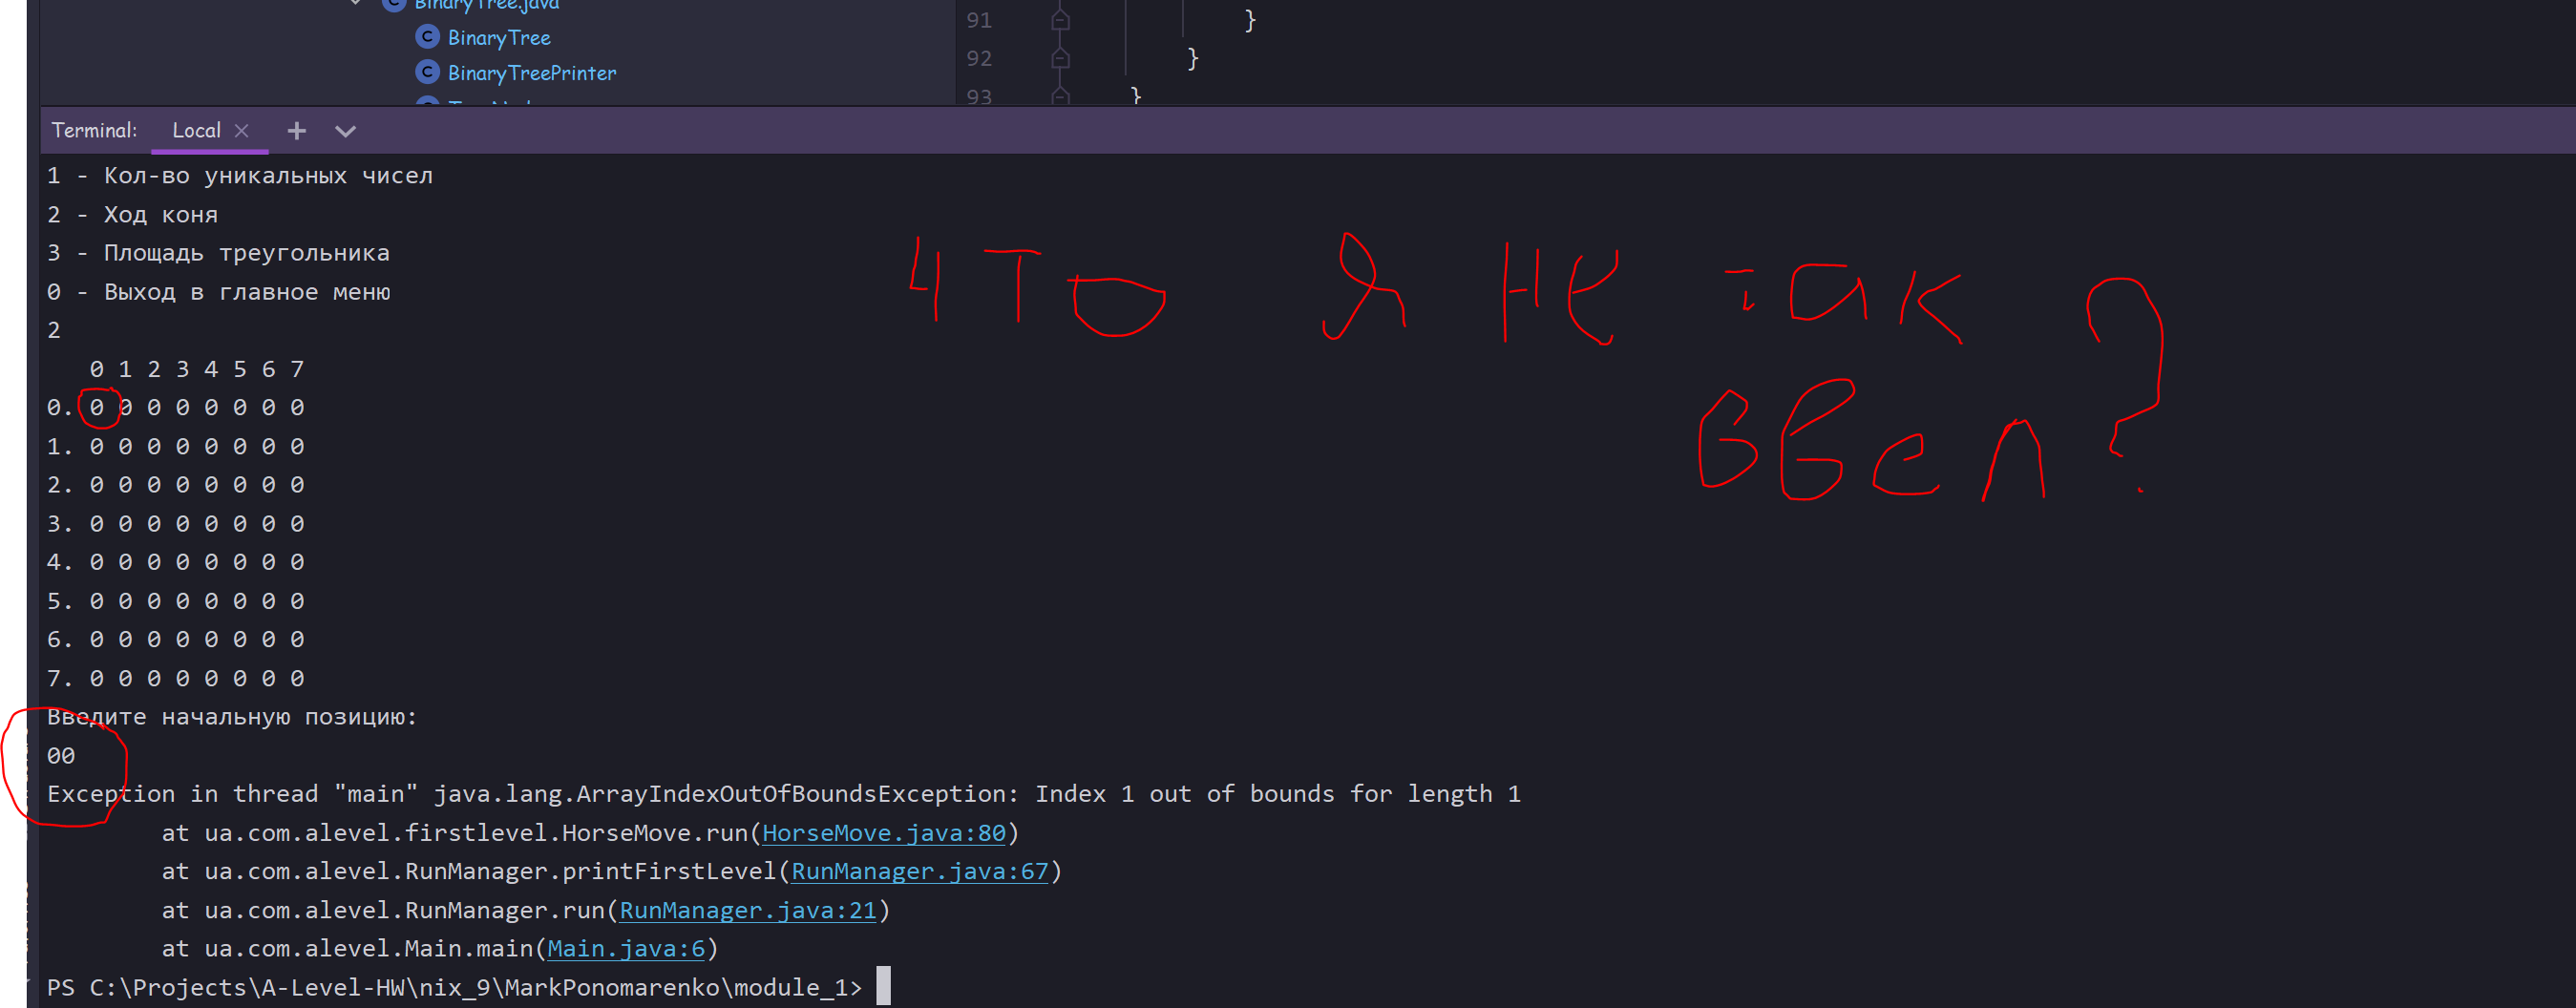 BinaryTree.java
91 }
BinaryTree
92 }
BinaryTreePrinter
93 }
Terminal: Local × +
1 - Кол-во уникальных чисел
2 - Ход коня
3 - Площадь треугольника
0 - Выход в главное меню
2
что я не так
ввел?
0 1 2 3 4 5 6 7
0. 0 0 0 0 0 0 0 0
1. 0 0 0 0 0 0 0 0
2. 0 0 0 0 0 0 0 0
3. 0 0 0 0 0 0 0 0
4. 0 0 0 0 0 0 0 0
5. 0 0 0 0 0 0 0 0
6. 0 0 0 0 0 0 0 0
7. 0 0 0 0 0 0 0 0
Введите начальную позицию:
00
Exception in thread "main" java.lang.ArrayIndexOutOfBoundsException: Index 1 out of bounds for length 1
at ua.com.alevel.firstlevel.HorseMove.run(HorseMove.java:80)
at ua.com.alevel.RunManager.printFirstLevel(RunManager.java:67)
at ua.com.alevel.RunManager.run(RunManager.java:21)
at ua.com.alevel.Main.main(Main.java:6)
PS C:\Projects\A-Level-HW\nix_9\MarkPonomarenko\module_1>